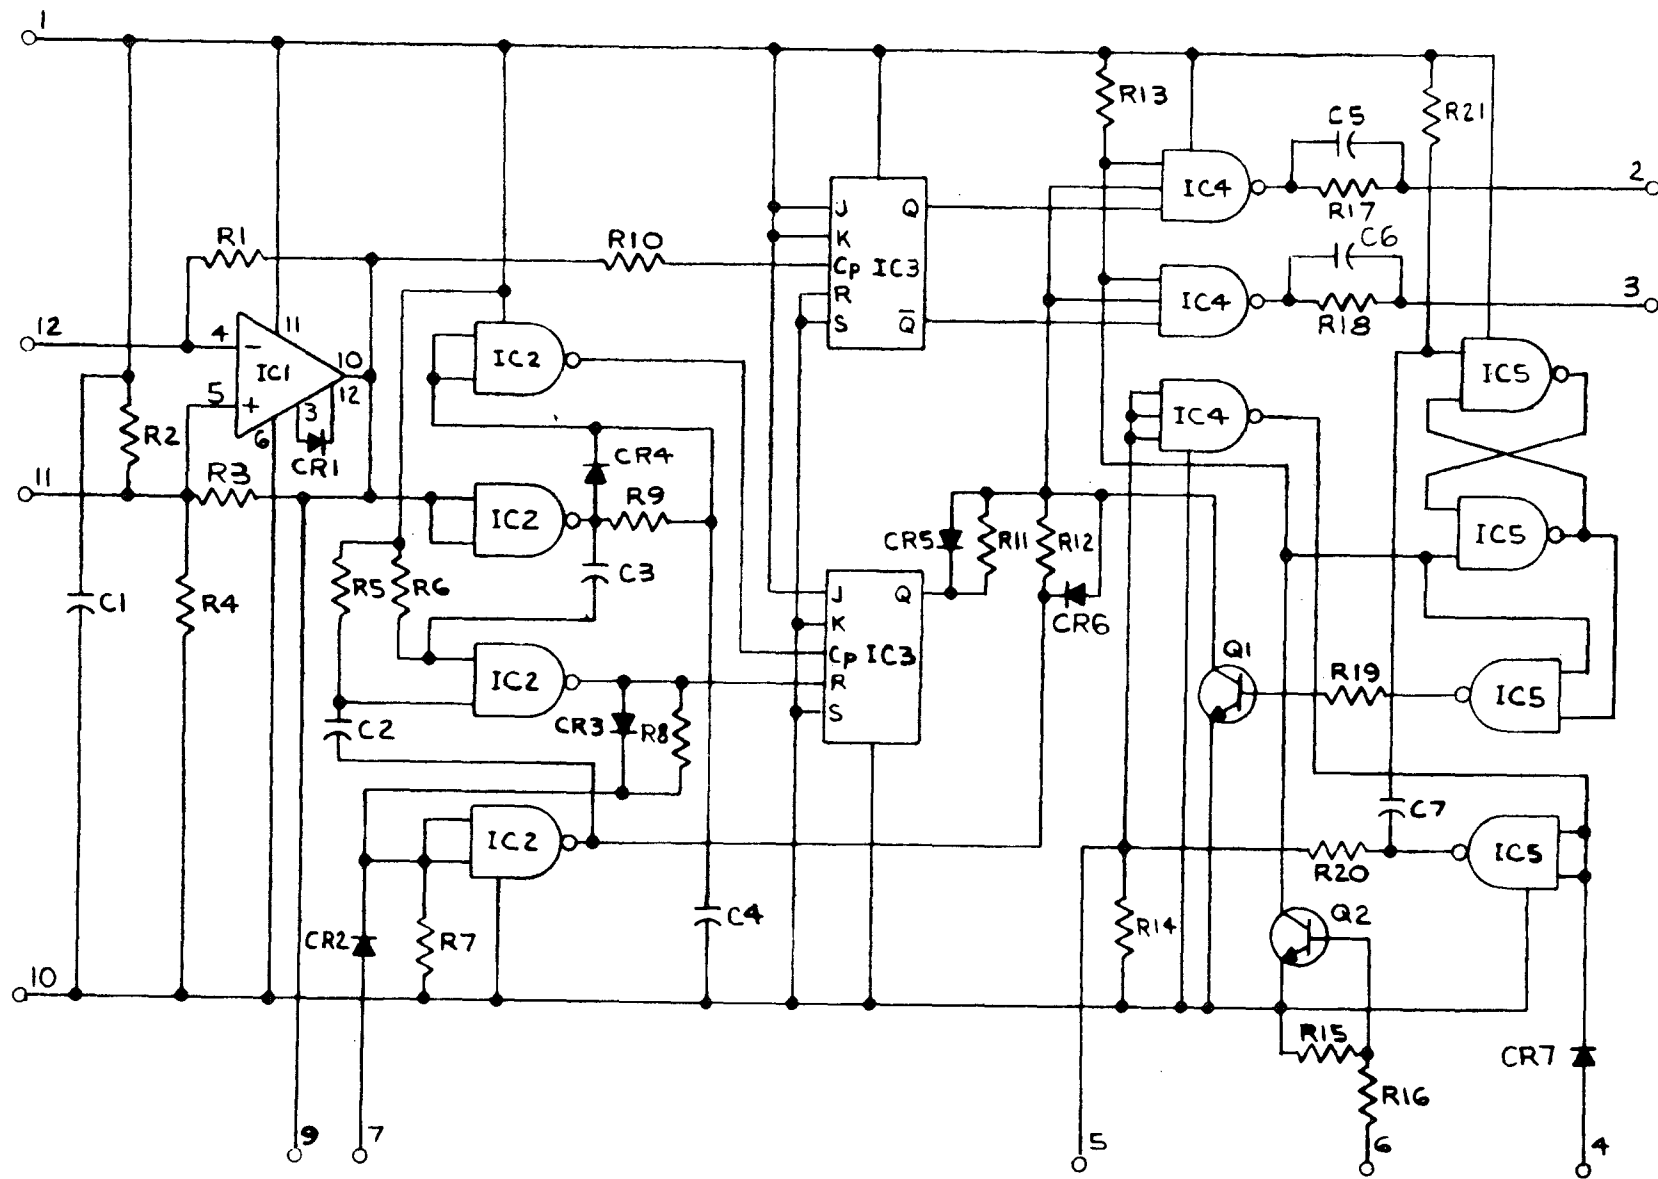 1
R13
C5
R21
2
IC4
R17
J
Q
K
Cp
IC3
R
S
Q̅
R1
R10
C6
IC4
R18
3
12
4
-
11
10
IC1
12
5
+
3
6
CR1
R2
IC2
IC4
IC5
11
R3
CR4
R9
IC2
CR5
R11
R12
IC5
C1
R4
R5
R6
C3
J
Q
K
Cp
IC3
R
S
CR6
Q1
R19
IC5
IC2
C2
CR3
R8
IC2
C7
R20
IC5
CR2
R7
C4
R14
Q2
10
R15
CR7
R16
9
7
5
6
4